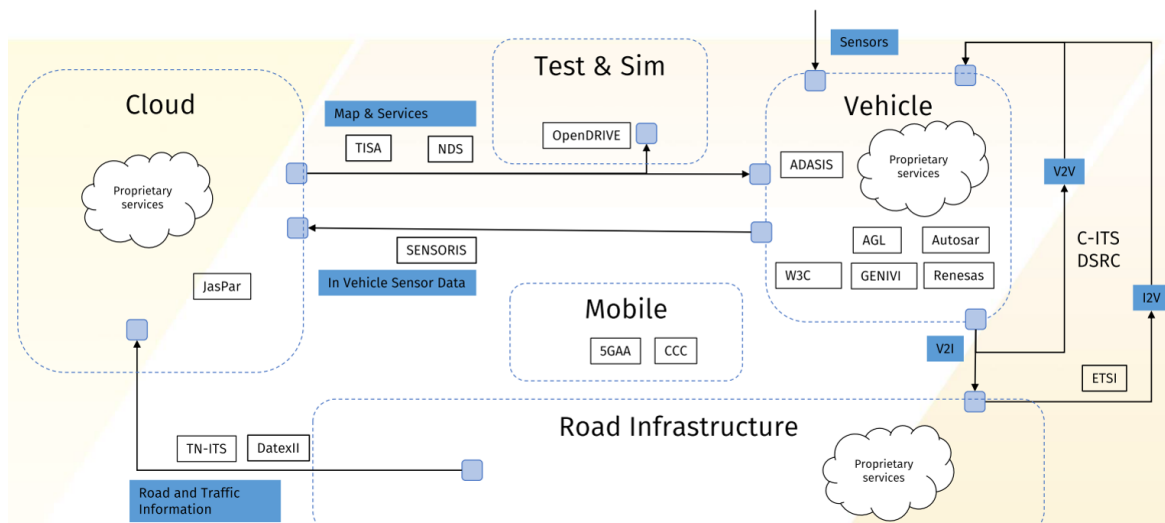 Sensors
Test & Sim
Cloud
Vehicle
Map & Services
OpenDRIVE
TISA
NDS
ADASIS
Proprietary
services
Proprietary
services
V2V
AGL
Autosar
C-ITS
DSRC
SENSORIS
W3C
GENIVI
Renesas
In Vehicle Sensor Data
JasPar
I2V
Mobile
V2I
5GAA
CCC
ETSI
Road Infrastructure
TN-ITS
DatexII
Proprietary
services
Road and Traffic
Information